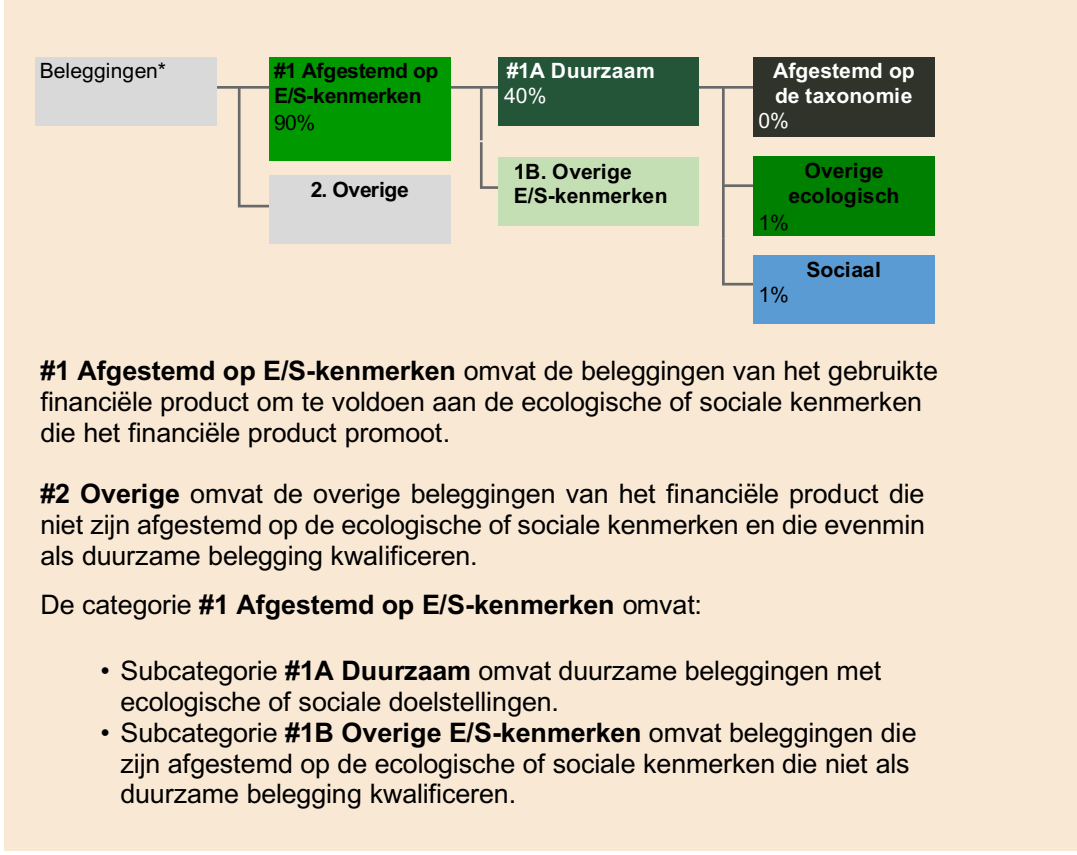 Beleggingen*
#1 Afgestemd op
E/S-kenmerken
90%
2. Overige
#1A Duurzaam
40%
1B. Overige
E/S-kenmerken
Afgestemd op
de taxonomie
0%
Overige
ecologisch
1%
Sociaal
1%
#1 Afgestemd op E/S-kenmerken omvat de beleggingen van het gebruikte
financiële product om te voldoen aan de ecologische of sociale kenmerken
die het financiële product promoot.
#2 Overige omvat de overige beleggingen van het financiële product die
niet zijn afgestemd op de ecologische of sociale kenmerken en die evenmin
als duurzame belegging kwalificeren.
De categorie #1 Afgestemd op E/S-kenmerken omvat:
• Subcategorie #1A Duurzaam omvat duurzame beleggingen met
ecologische of sociale doelstellingen.
• Subcategorie #1B Overige E/S-kenmerken omvat beleggingen die
zijn afgestemd op de ecologische of sociale kenmerken die niet als
duurzame belegging kwalificeren.